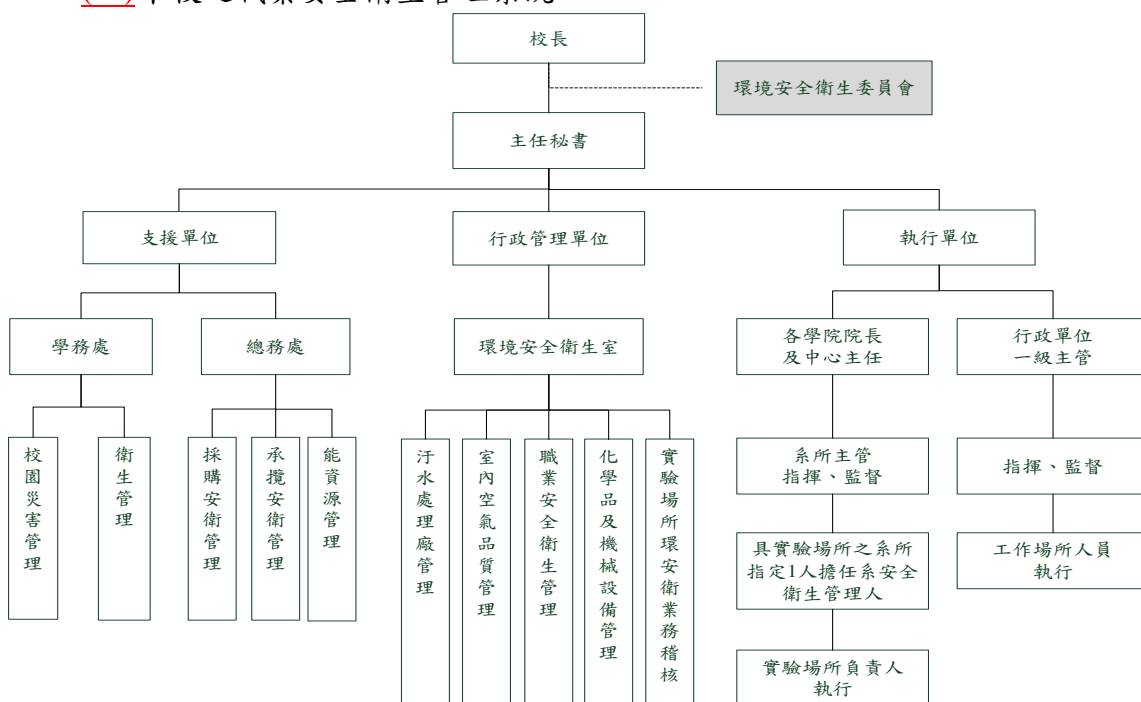 校長
環境安全衛生委員會
主任秘書
支援單位
行政管理單位
執行單位
學務處
總務處
環境安全衛生室
各學院院長
及中心主任
行政單位
一級主管
校園災害管理
衛生管理
採購安衛管理
承攬安衛管理
能資源管理
汙水處理廠管理
室內空氣品質管理
職業安全衛生管理
化學品及機械設備管理
實驗場所環安衛業務稽核
系所主管
指揮、監督
指揮、監督
具實驗場所之系所
指定1人擔任系安全
衛生管理人
工作場所人員
執行
實驗場所負責人
執行